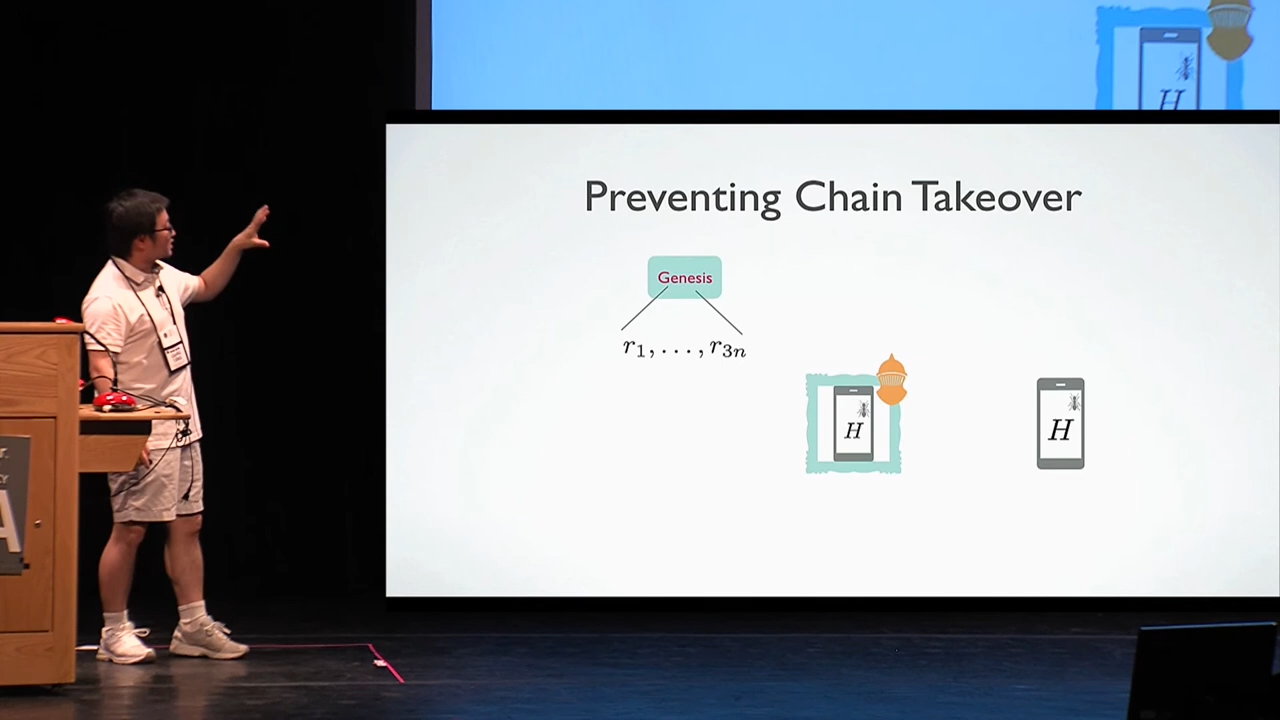 H
Preventing Chain Takeover
Genesis
r₁, . . . , r₃ₙ
H
H
A